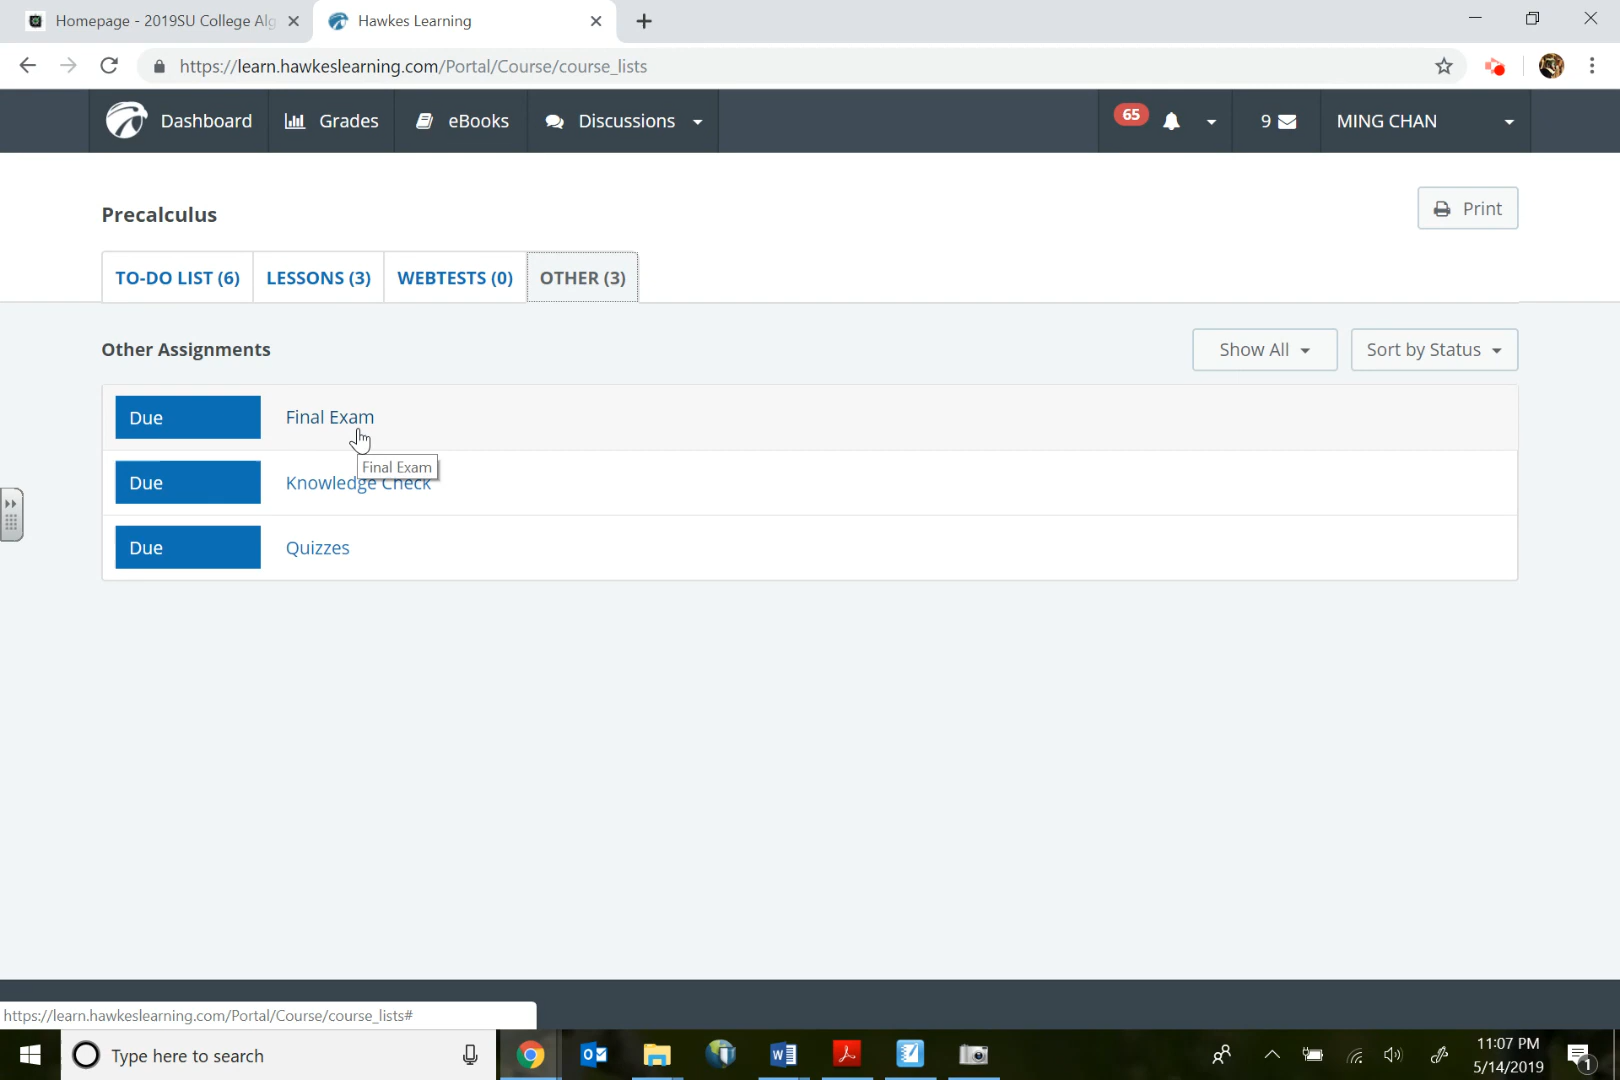 Homepage - 2019SU College Alg
Hawkes Learning
https://learn.hawkeslearning.com/Portal/Course/course_lists
Dashboard
Grades
eBooks
Discussions
65
9
MING CHAN
Precalculus
Print
TO-DO LIST (6)
LESSONS (3)
WEBTESTS (0)
OTHER (3)
Other Assignments
Show All
Sort by Status
Due
Final Exam
Final Exam
Due
Knowledge Check
Due
Quizzes
https://learn.hawkeslearning.com/Portal/Course/course_lists#
Type here to search
11:07 PM
5/14/2019
1